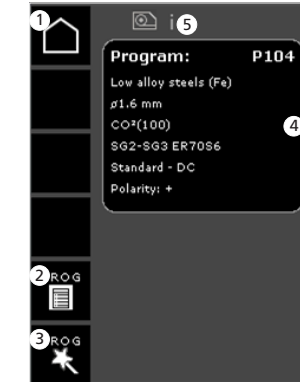 1
5
i
Program: P104
Low alloy steels (Fe)
ø1.6 mm
CO²(100)
4
SG2-SG3 ER70S6
Standard - DC
Polarity: +
2
ROG
3
ROG